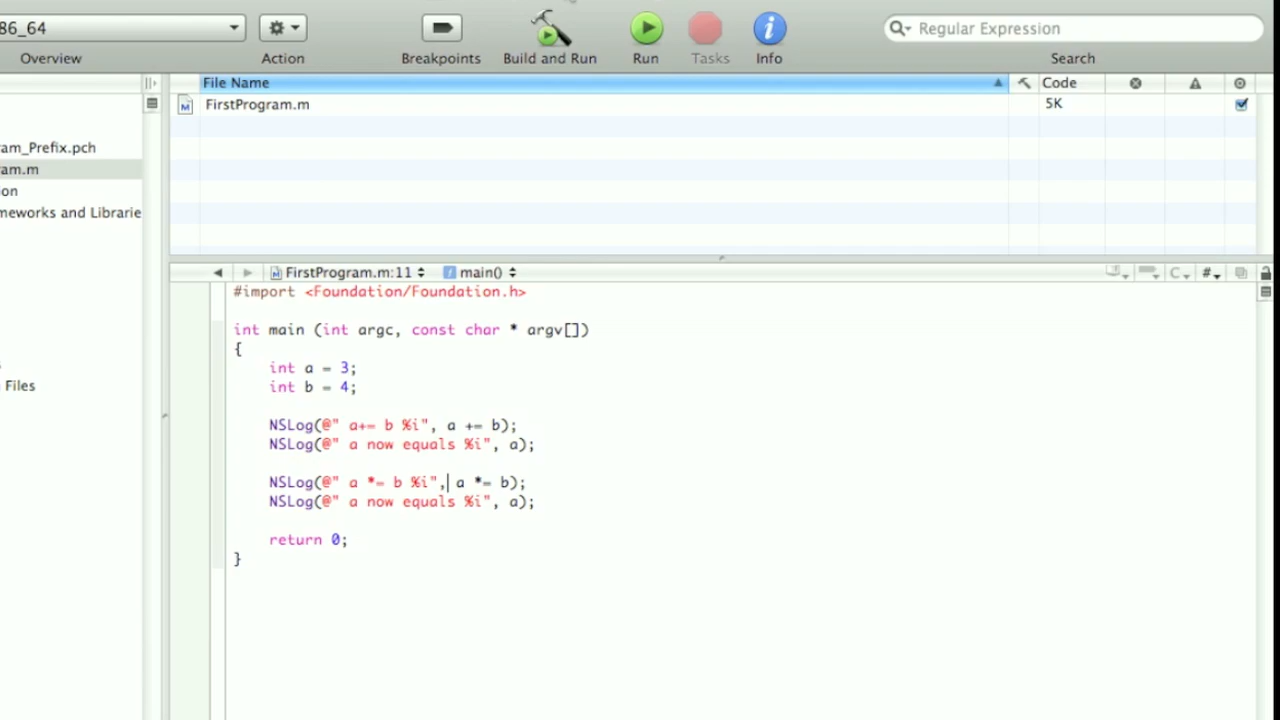 86_64
Overview
Action
Breakpoints
Build and Run
Run
Tasks
Info
Regular Expression
Search
File Name
Code
FirstProgram.m
5K
am_Prefix.pch
am.m
on
meworks and Librarie
Files
FirstProgram.m:11
main()
C
#
#import <Foundation/Foundation.h>
int main (int argc, const char * argv[])
{
int a = 3;
int b = 4;
NSLog(@" a+= b %i", a += b);
NSLog(@" a now equals %i", a);
NSLog(@" a *= b %i", a *= b);
NSLog(@" a now equals %i", a);
return 0;
}